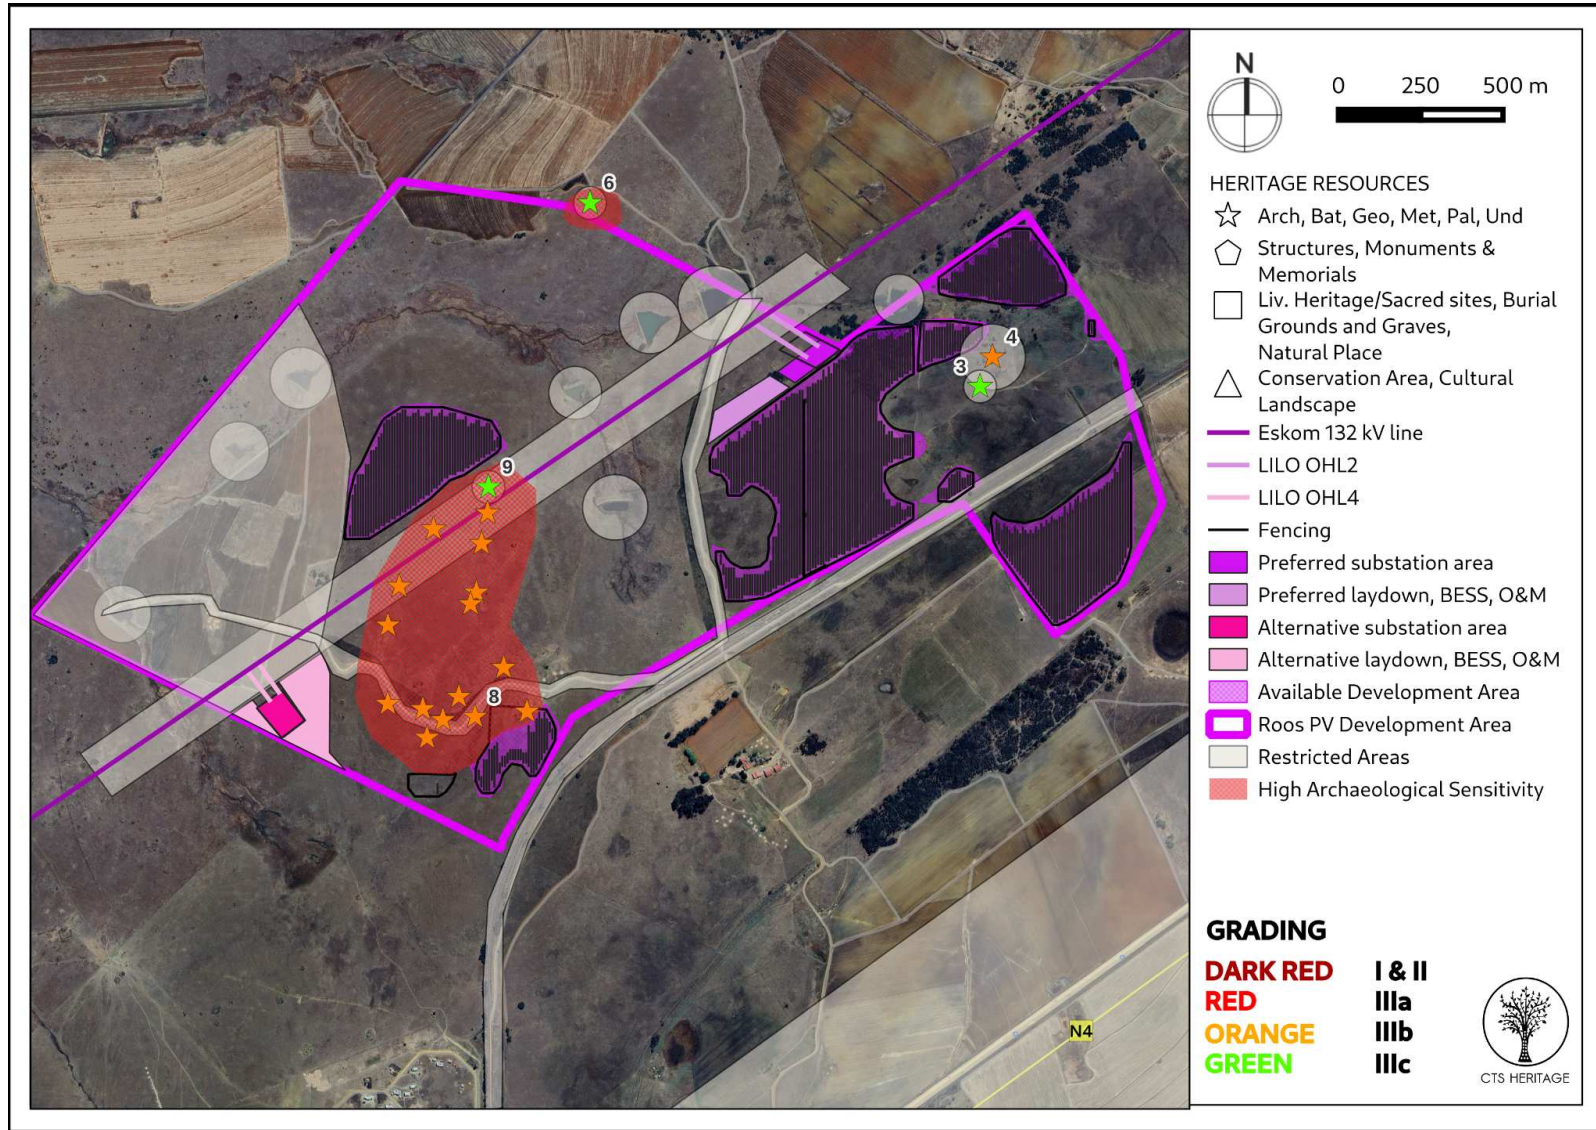 6
4
3
9
8
N4
N
0 250 500 m
HERITAGE RESOURCES
Arch, Bat, Geo, Met, Pal, Und
Structures, Monuments &
Memorials
Liv. Heritage/Sacred sites, Burial
Grounds and Graves,
Natural Place
Conservation Area, Cultural
Landscape
Eskom 132 kV line
LILO OHL2
LILO OHL4
Fencing
Preferred substation area
Preferred laydown, BESS, O&M
Alternative substation area
Alternative laydown, BESS, O&M
Available Development Area
Roos PV Development Area
Restricted Areas
High Archaeological Sensitivity
GRADING
DARK RED I & II
RED IIIa
ORANGE IIIb
GREEN IIIc
CTS HERITAGE